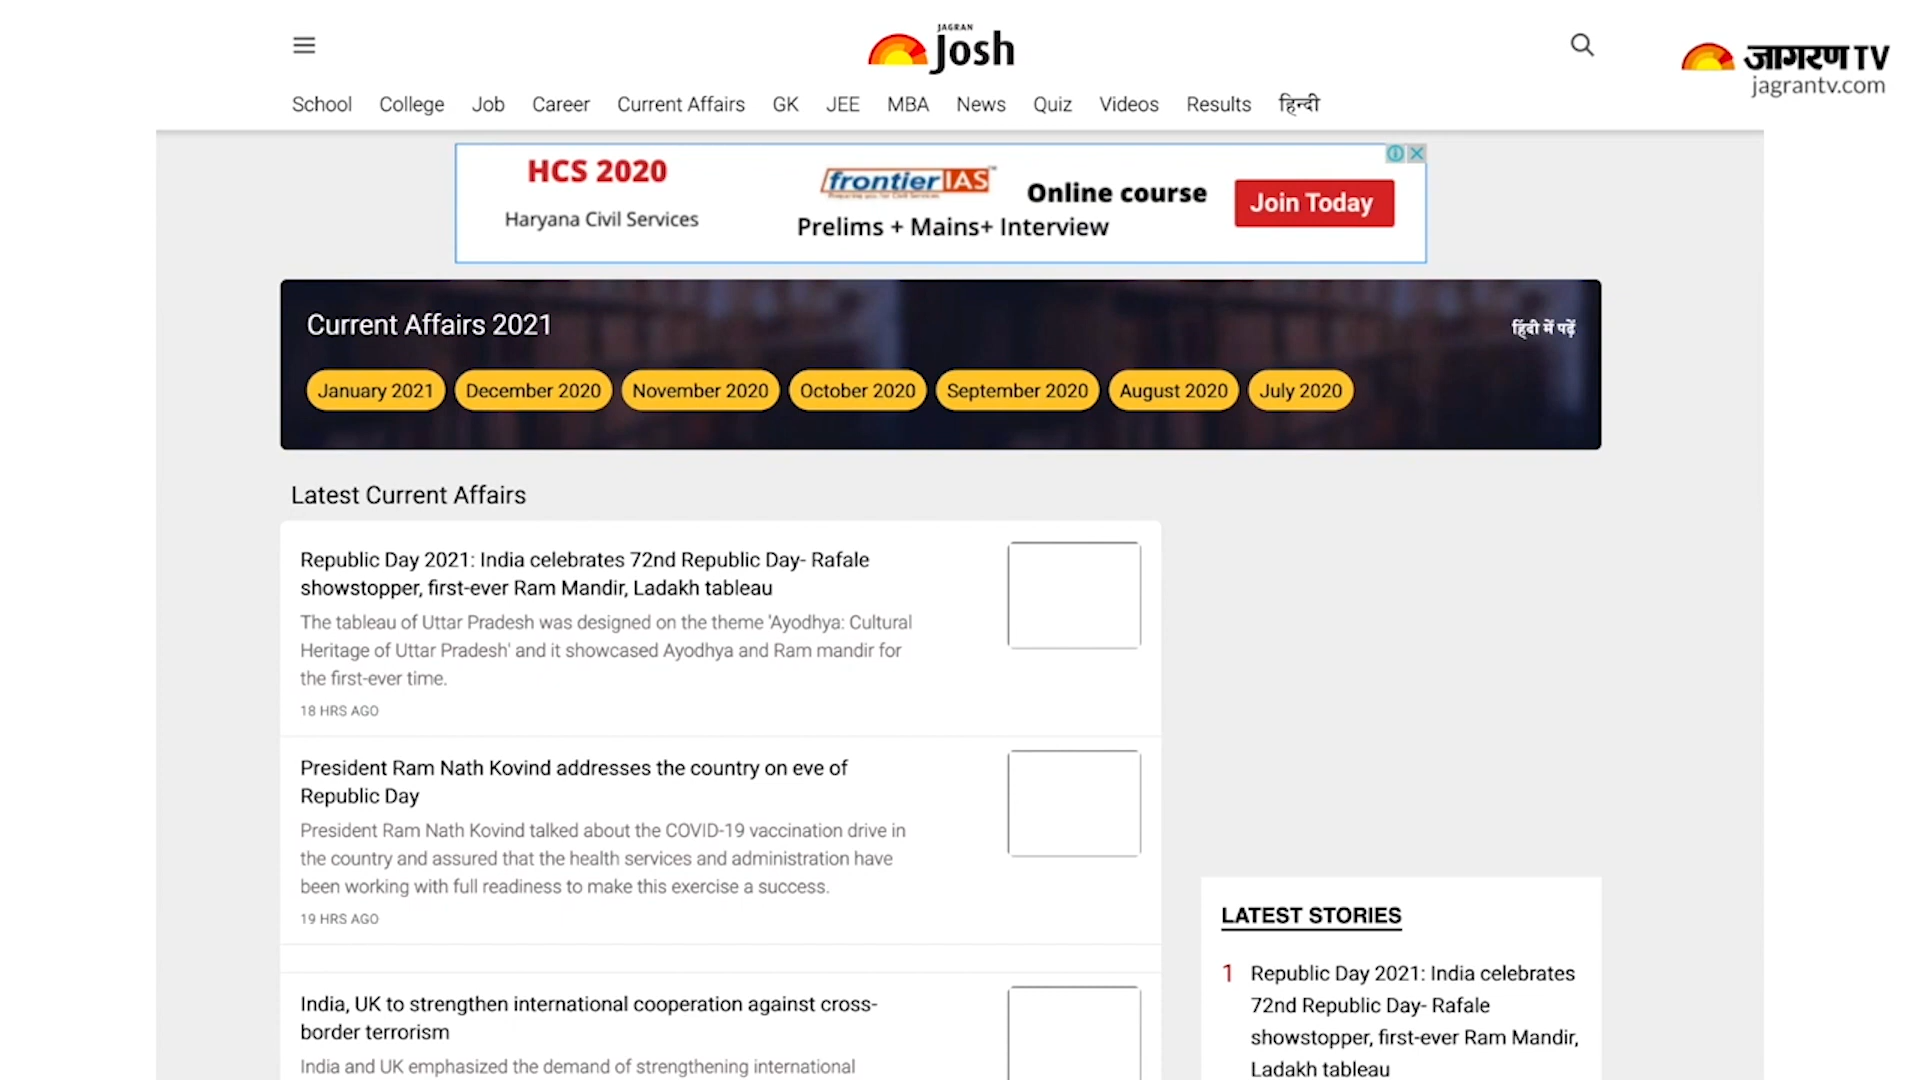 JAGRAN
Josh
जागरण TV
jagrantv.com
School College Job Career Current Affairs GK JEE MBA News Quiz Videos Results हिन्दी
HCS 2020
Haryana Civil Services
frontier IAS
Online course
Prelims + Mains+ Interview
Join Today
Current Affairs 2021
हिंदी में पढ़ें
January 2021 December 2020 November 2020 October 2020 September 2020 August 2020 July 2020
Latest Current Affairs
Republic Day 2021: India celebrates 72nd Republic Day- Rafale
showstopper, first-ever Ram Mandir, Ladakh tableau
The tableau of Uttar Pradesh was designed on the theme 'Ayodhya: Cultural
Heritage of Uttar Pradesh' and it showcased Ayodhya and Ram mandir for
the first-ever time.
18 HRS AGO
President Ram Nath Kovind addresses the country on eve of
Republic Day
President Ram Nath Kovind talked about the COVID-19 vaccination drive in
the country and assured that the health services and administration have
been working with full readiness to make this exercise a success.
19 HRS AGO
India, UK to strengthen international cooperation against cross-
border terrorism
India and UK emphasized the demand of strengthening international
LATEST STORIES
1 Republic Day 2021: India celebrates
72nd Republic Day- Rafale
showstopper, first-ever Ram Mandir,
Ladakh tableau